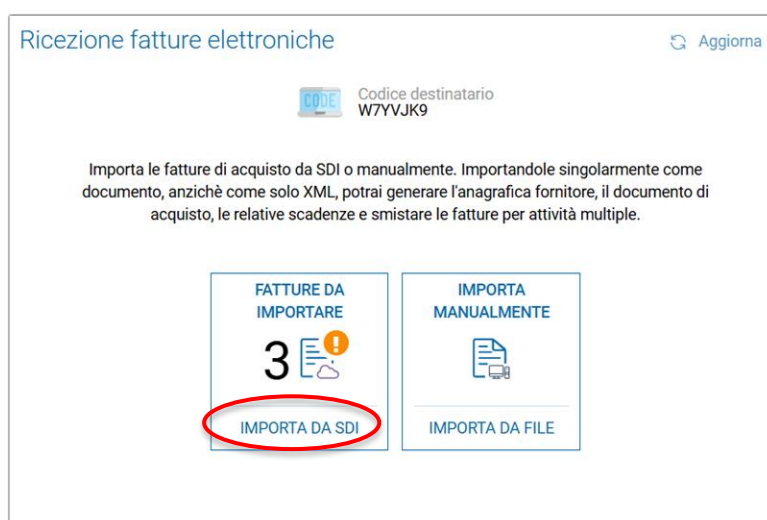 Ricezione fatture elettroniche
Aggiorna
CODE
Codice destinatario
W7YVJK9
Importa le fatture di acquisto da SDI o manualmente. Importandole singolarmente come
documento, anzichè come solo XML, potrai generare l'anagrafica fornitore, il documento di
acquisto, le relative scadenze e smistare le fatture per attività multiple.
FATTURE DA
IMPORTARE
3
IMPORTA DA SDI
IMPORTA
MANUALMENTE
IMPORTA DA FILE